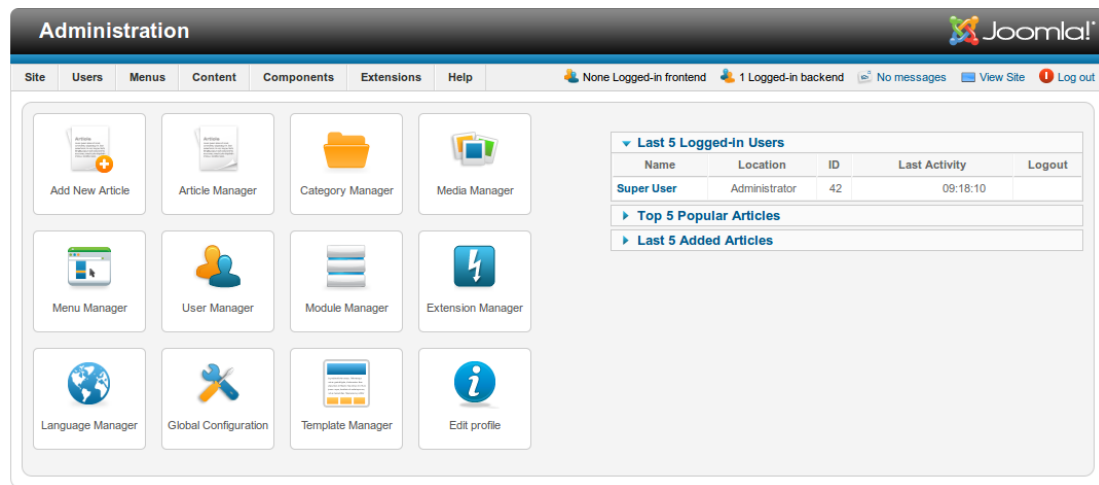 Administration
Joomla!
Site Users Menus Content Components Extensions Help None Logged-in frontend 1 Logged-in backend No messages View Site Log out
Add New Article Article Manager Category Manager Media Manager
Menu Manager User Manager Module Manager Extension Manager
Language Manager Global Configuration Template Manager Edit profile
Last 5 Logged-in Users
Name Location ID Last Activity Logout
Super User Administrator 42 09:18:10
Top 5 Popular Articles
Last 5 Added Articles